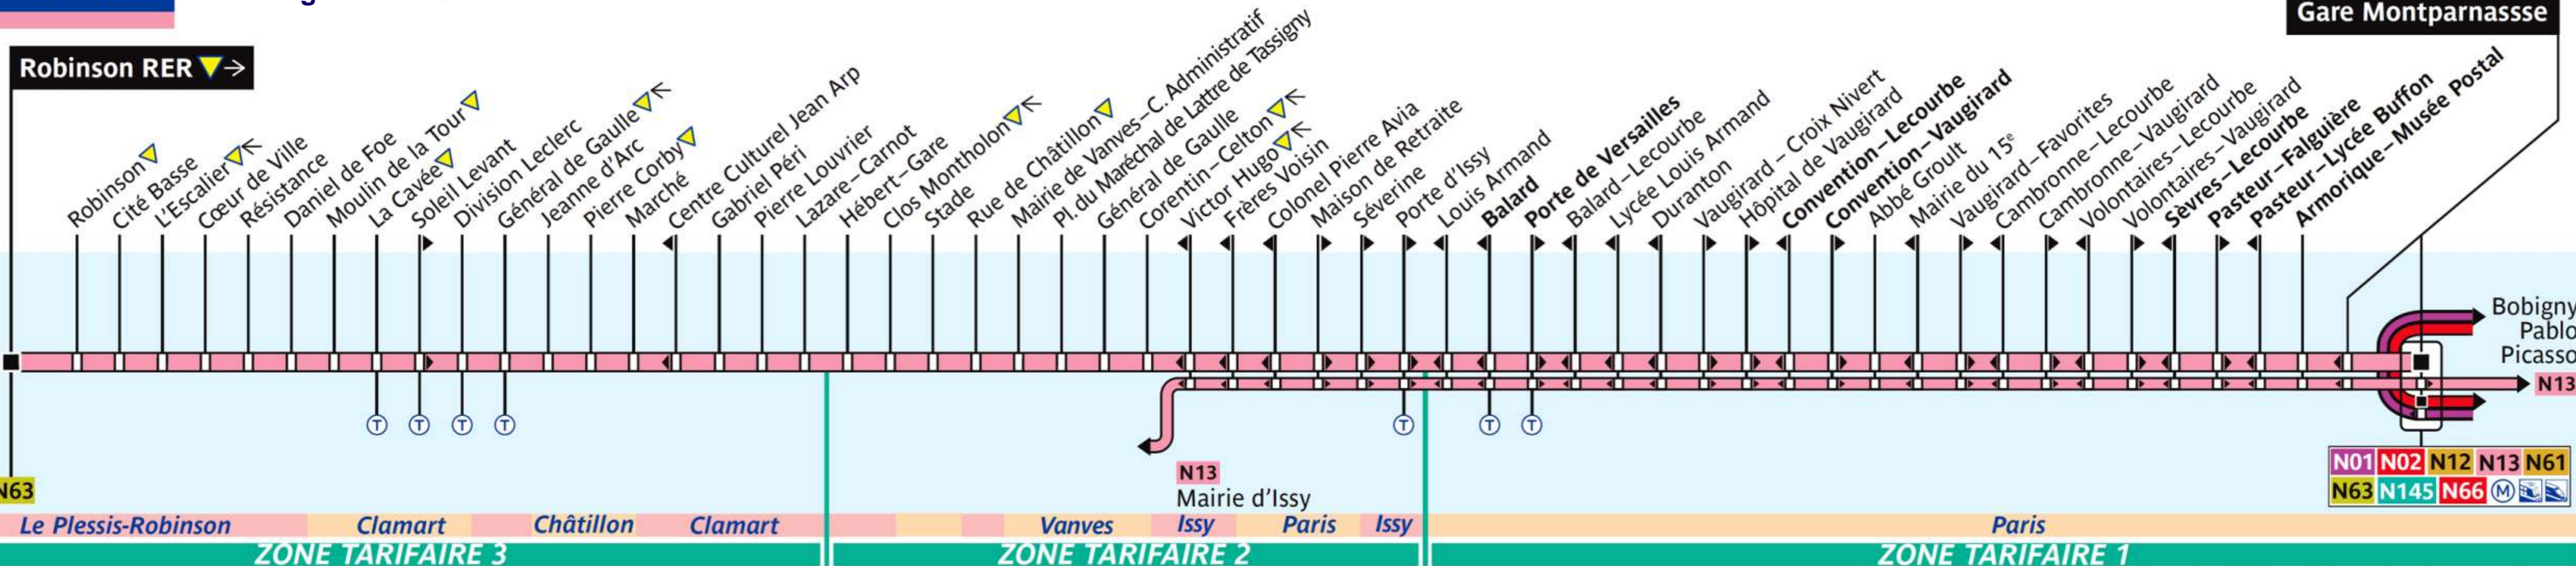 Gare Montparnassse
Robinson RER
Robinson
Cité Basse
L'Escalier
Cœur de Ville
Résistance
Daniel de Foe
Moulin de la Tour
La Cavée
Soleil Levant
Division Leclerc
Général de Gaulle
Jeanne d'Arc
Pierre Corby
Marché
Centre Culturel Jean Arp
Gabriel Péri
Pierre Louvrier
Lazare–Carnot
Hébert–Gare
Clos Montholon
Stade
Rue de Châtillon
Mairie de Vanves–C. Administratif
Pl. du Maréchal de Lattre de Tassigny
Général de Gaulle
Corentin–Celton
Victor Hugo
Frères Voisin
Colonel Pierre Avia
Maison de Retraite
Séverine
Porte d'Issy
Louis Armand
Balard
Porte de Versailles
Balard–Lecourbe
Lycée Louis Armand
Duranton
Vaugirard – Croix Nivert
Hôpital de Vaugirard
Convention–Lecourbe
Convention–Vaugirard
Abbé Groult
Mairie du 15e
Vaugirard–Favorites
Cambronne–Lecourbe
Cambronne–Vaugirard
Volontaires–Lecourbe
Volontaires–Vaugirard
Sèvres–Lecourbe
Pasteur–Falguière
Pasteur–Lycée Buffon
Armorique–Musée Postal
Bobigny
Pablo
Picasso
N13
T T T T T T T
N63
N13
Mairie d'Issy
N01 N02 N12 N13 N61
N63 N145 N66 M
Le Plessis-Robinson Clamart Châtillon Clamart Vanves Issy Paris Issy Paris
ZONE TARIFAIRE 3 ZONE TARIFAIRE 2 ZONE TARIFAIRE 1